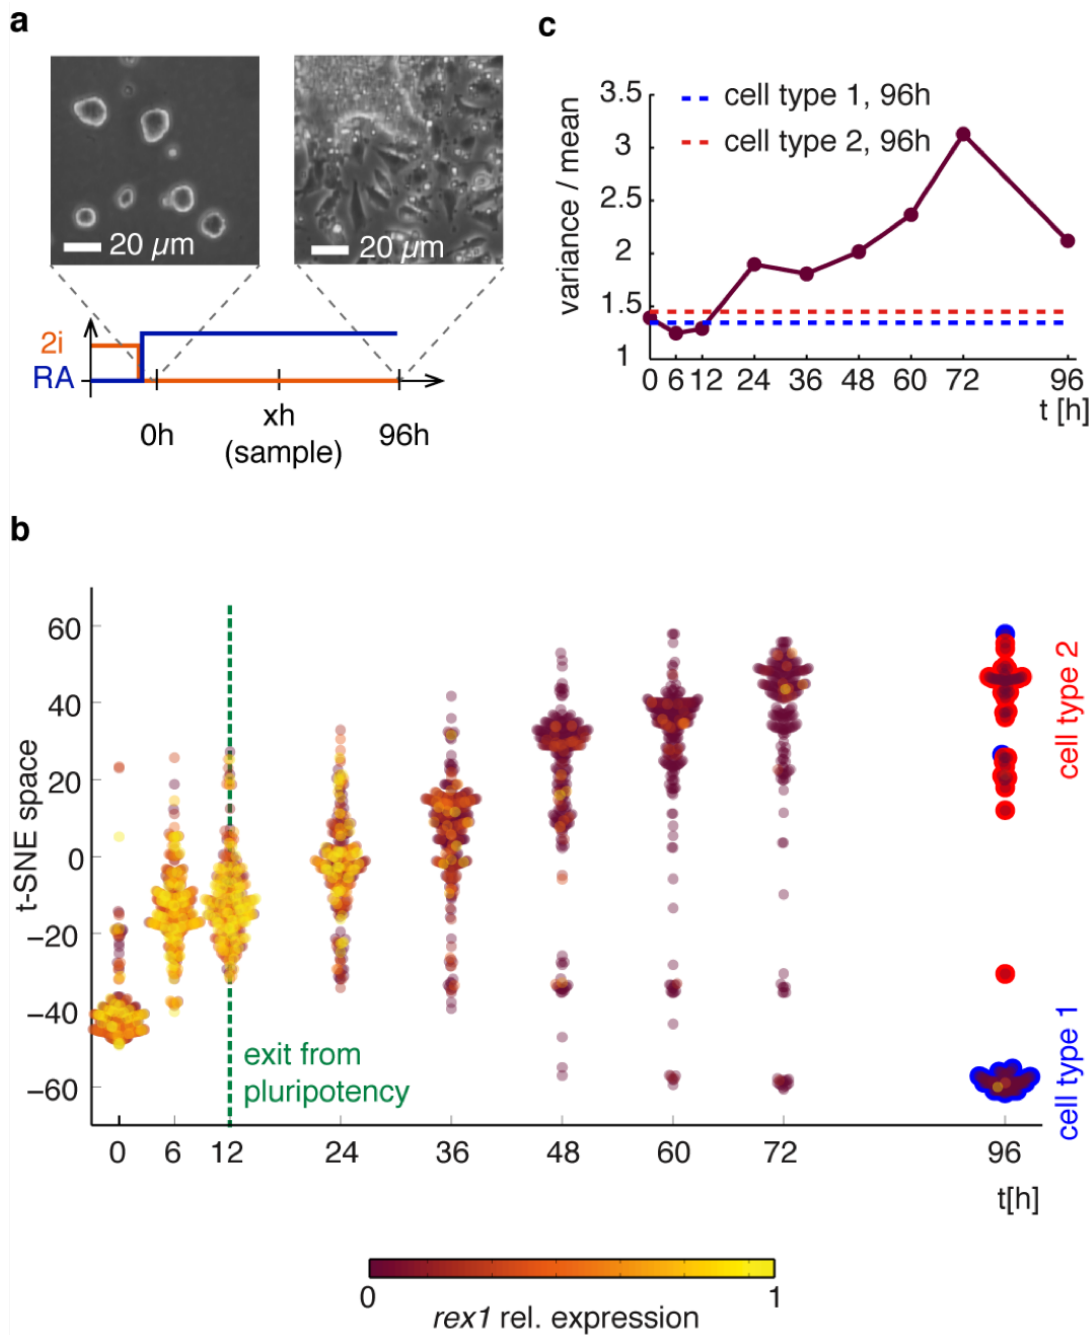 a
20 µm
20 µm
2i
RA
0h
xh
(sample)
96h
c
variance / mean
3.5
3
2.5
2
1.5
1
cell type 1, 96h
cell type 2, 96h
0 6 12 24 36 48 60 72 96
t [h]
b
t-SNE space
60
40
20
0
−20
−40
−60
exit from
pluripotency
cell type 2
cell type 1
0 6 12 24 36 48 60 72 96
t[h]
0 1
rex1 rel. expression